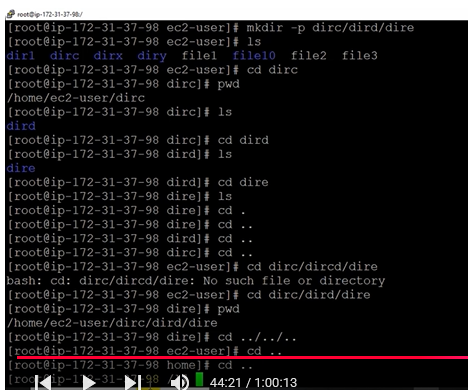 root@ip-172-31-37-98:/
[root@ip-172-31-37-98 ec2-user]# mkdir -p dirc/dird/dire
[root@ip-172-31-37-98 ec2-user]# ls
dir1 dirc dirx diry file1 file10 file2 file3
[root@ip-172-31-37-98 ec2-user]# cd dirc
[root@ip-172-31-37-98 dirc]# pwd
/home/ec2-user/dirc
[root@ip-172-31-37-98 dirc]# ls
dird
[root@ip-172-31-37-98 dirc]# cd dird
[root@ip-172-31-37-98 dird]# ls
dire
[root@ip-172-31-37-98 dird]# cd dire
[root@ip-172-31-37-98 dire]# ls
[root@ip-172-31-37-98 dire]# cd .
[root@ip-172-31-37-98 dire]# cd ..
[root@ip-172-31-37-98 dird]# cd ..
[root@ip-172-31-37-98 dirc]# cd ..
[root@ip-172-31-37-98 ec2-user]# cd dirc/dircd/dire
bash: cd: dirc/dircd/dire: No such file or directory
[root@ip-172-31-37-98 ec2-user]# cd dirc/dird/dire
[root@ip-172-31-37-98 dire]# pwd
/home/ec2-user/dirc/dird/dire
[root@ip-172-31-37-98 dire]# cd ../../..
[root@ip-172-31-37-98 ec2-user]# cd ..
[root@ip-172-31-37-98 home]# cd ..
44:21 / 1:00:13